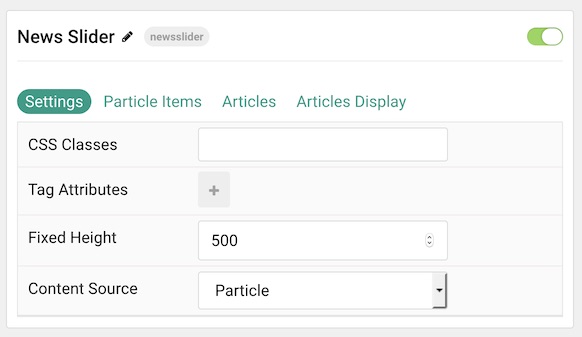 News Slider newsslider
Settings Particle Items Articles Articles Display
CSS Classes
Tag Attributes +
Fixed Height 500
Content Source Particle